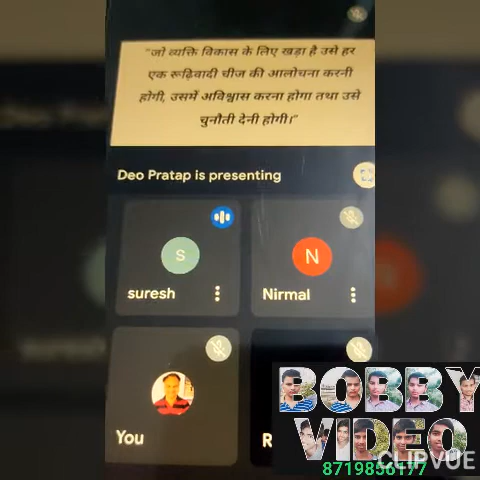 "जो व्यक्ति विकास के लिए खड़ा है उसे हर
एक रूढ़िवादी चीज की आलोचना करनी
होगी, उसमें अविश्वास करना होगा तथा उसे
चुनौती देनी होगी।"
Deo Pratap is presenting
S
N
suresh
Nirmal
You
R
BOBBY
VIDEO
CLIPVUE
8719856177